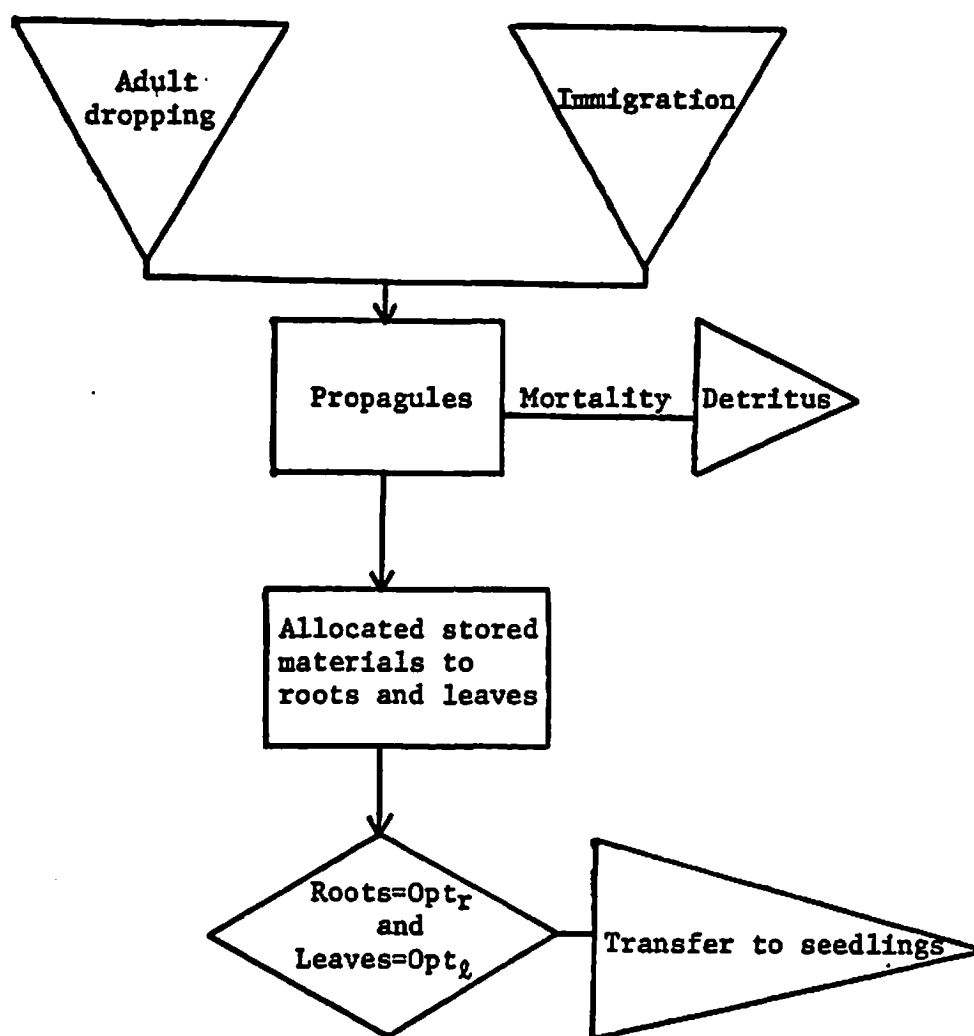 Adult
dropping
Immigration
Propagules
Mortality
Detritus
Allocated stored
materials to
roots and leaves
Roots=Optᵣ
and
Leaves=Opt_ℓ
Transfer to seedlings